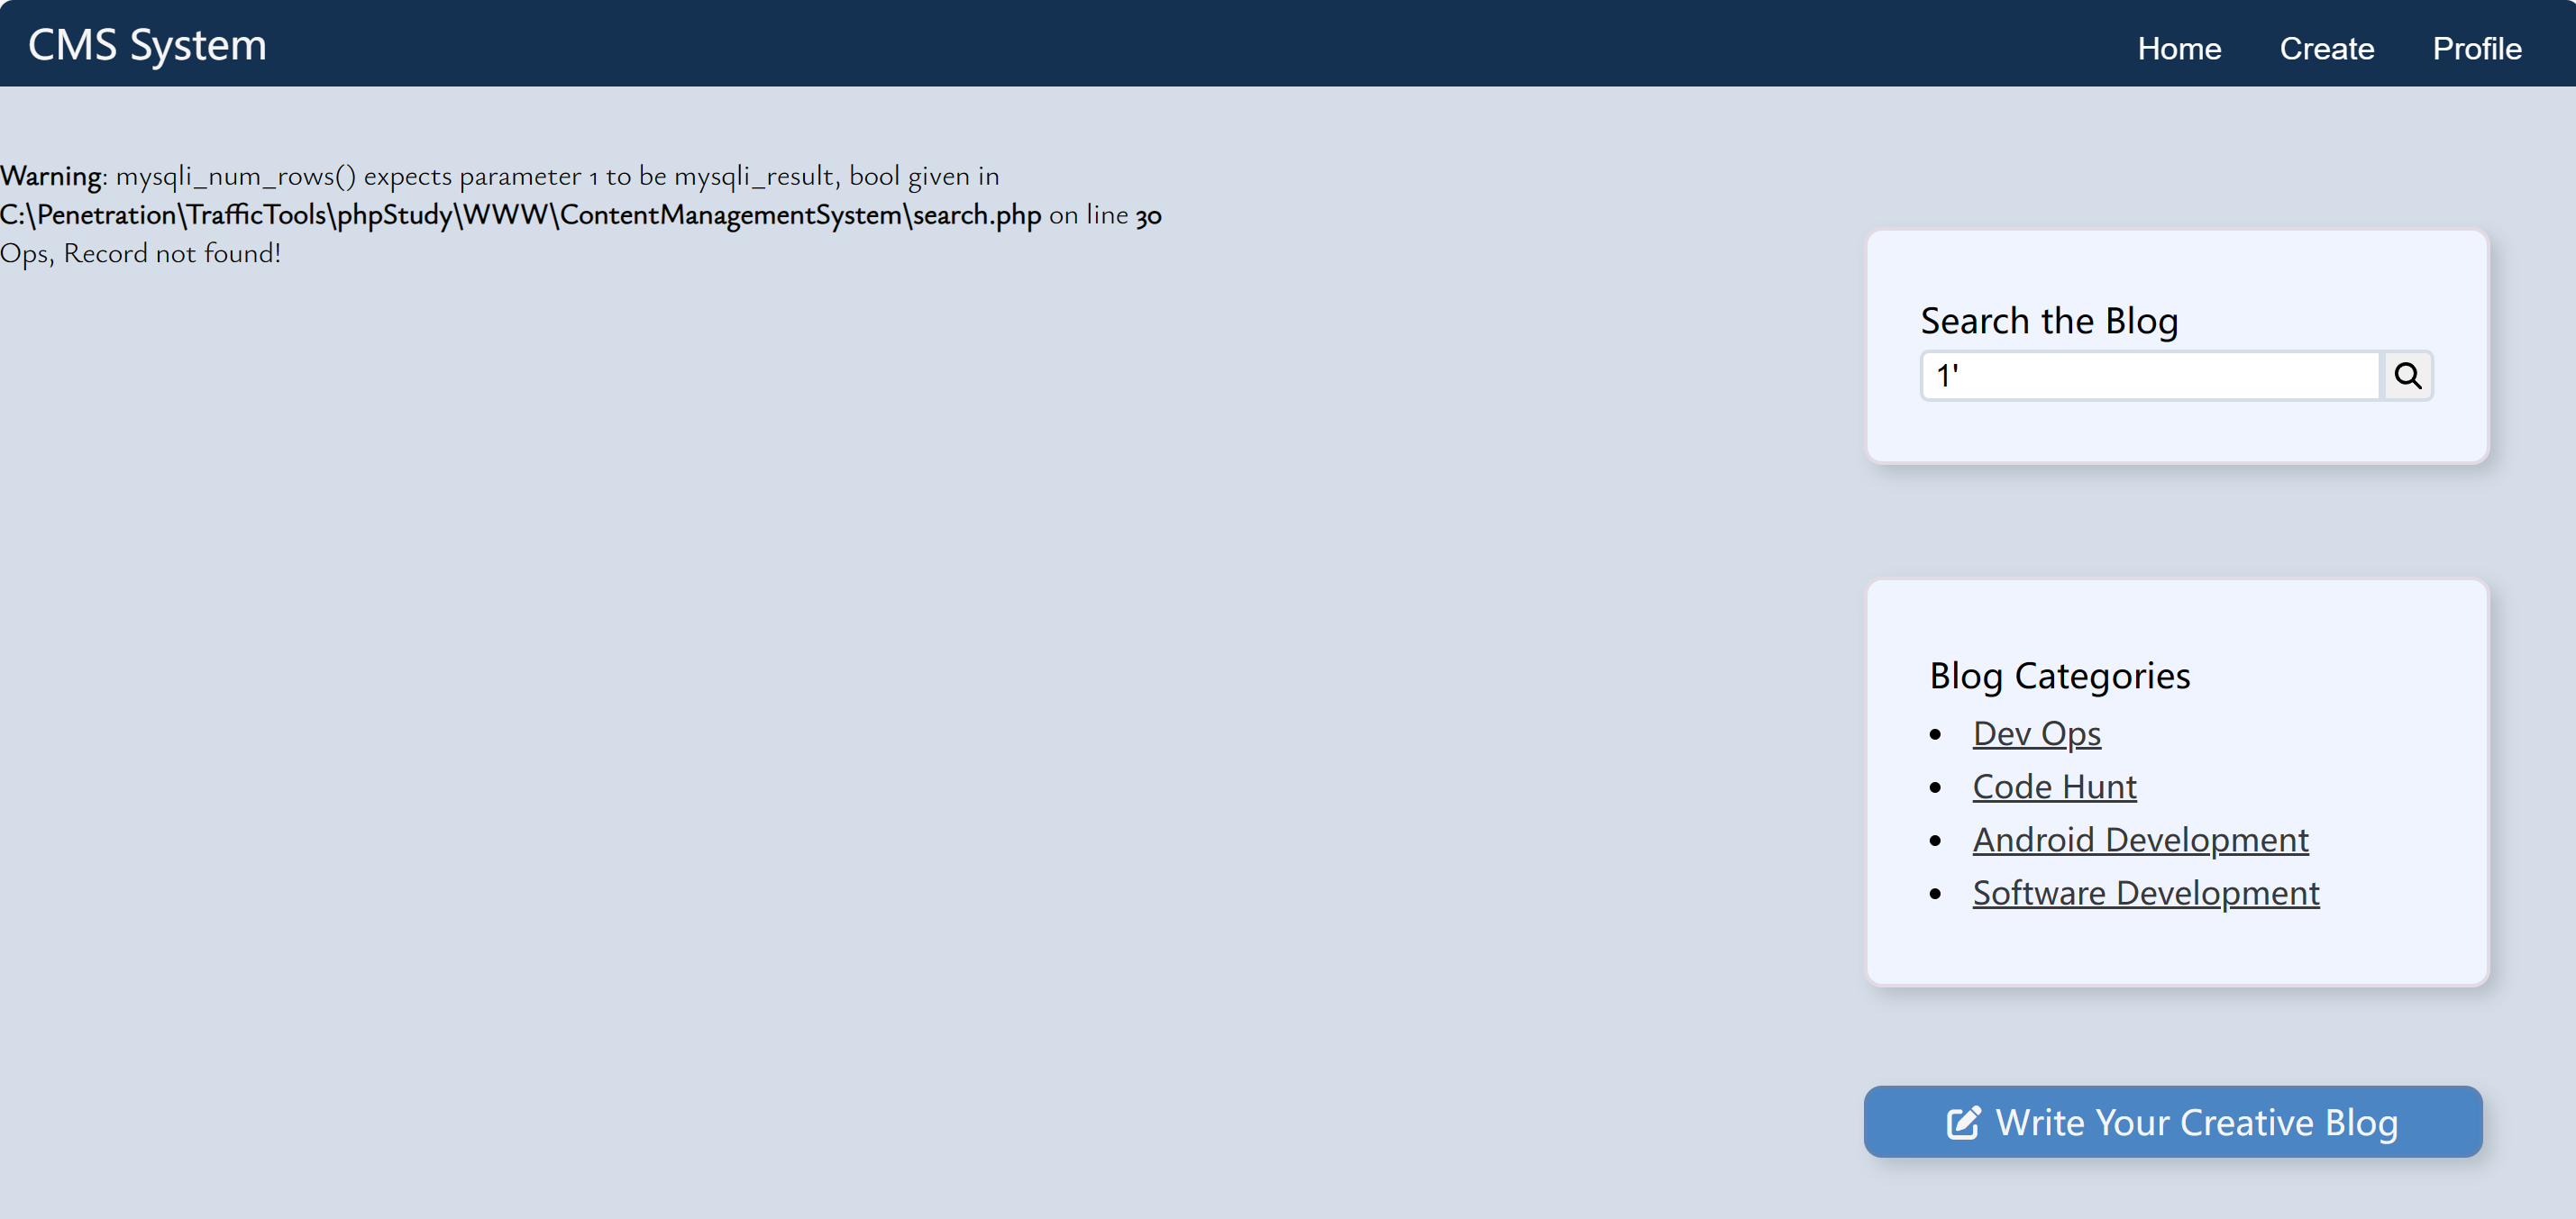 CMS System
Home Create Profile
Warning: mysqli_num_rows() expects parameter 1 to be mysqli_result, bool given in
C:\Penetration\TrafficTools\phpStudy\WWW\ContentManagementSystem\search.php on line 30
Ops, Record not found!
Search the Blog
1'
Blog Categories
Dev Ops
Code Hunt
Android Development
Software Development
Write Your Creative Blog